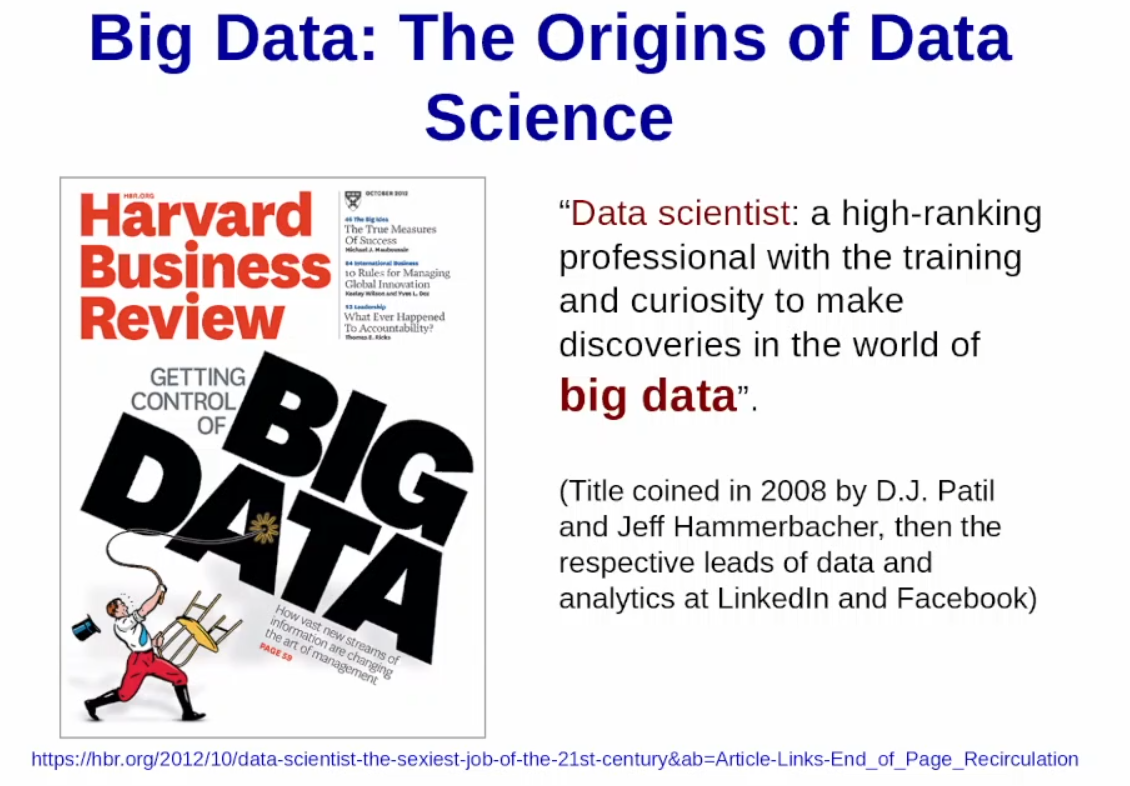 Big Data: The Origins of Data
Science
HBR.ORG
Harvard
Business
Review
OCTOBER 2012
46 The Big Idea
The True Measures
Of Success
Michael J. Mauboussin
84 International Business
10 Rules for Managing
Global Innovation
Keeley Wilson and Yves L. Doz
93 Leadership
What Ever Happened
To Accountability?
Thomas E. Ricks
GETTING
CONTROL
OF
BIG
DATA
How vast new streams of
information are changing
the art of management
PAGE 59
“Data scientist: a high-ranking
professional with the training
and curiosity to make
discoveries in the world of
big data”.
(Title coined in 2008 by D.J. Patil
and Jeff Hammerbacher, then the
respective leads of data and
analytics at LinkedIn and Facebook)
https://hbr.org/2012/10/data-scientist-the-sexiest-job-of-the-21st-century&ab=Article-Links-End_of_Page_Recirculation